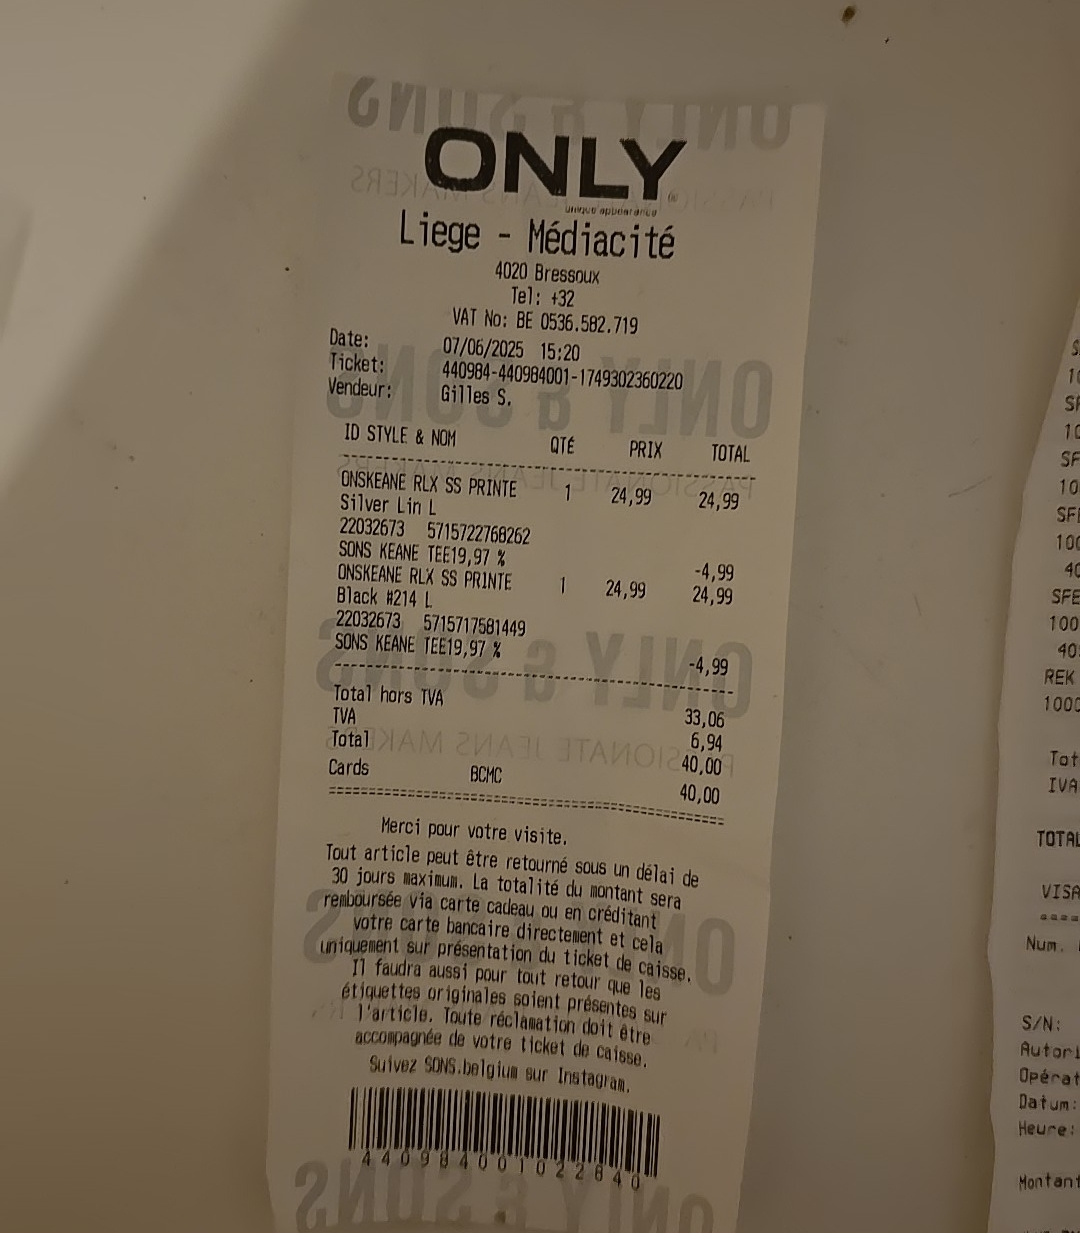 ONLY
unique appearance
Liege - Médiacité
4020 Bressoux
Tel: +32
VAT No: BE 0536.582.719
Date: 07/06/2025 15:20
Ticket: 440984-440984001-1749302360220
Vendeur: Gilles S.
ID STYLE & NOM QTÉ PRIX TOTAL
ONSKEANE RLX SS PRINTE 1 24,99 24,99
Silver Lin L
22032673 5715722768262
SONS KEANE TEE19,97 % -4,99
ONSKEANE RLX SS PRINTE 1 24,99 24,99
Black #214 L
22032673 5715717581449
SONS KEANE TEE19,97 % -4,99
Total hors TVA 33,06
TVA 6,94
Total 40,00
Cards BCMC 40,00
Merci pour votre visite.
Tout article peut être retourné sous un délai de
30 jours maximum. La totalité du montant sera
remboursée via carte cadeau ou en créditant
votre carte bancaire directement et cela
uniquement sur présentation du ticket de caisse.
Il faudra aussi pour tout retour que les
étiquettes originales soient présentes sur
l'article. Toute réclamation doit être
accompagnée de votre ticket de caisse.
Suivez SONS.belgium sur Instagram.
440984001022840
REK
TOTAL
VISA
Num.
S/N:
Datum:
Heure: